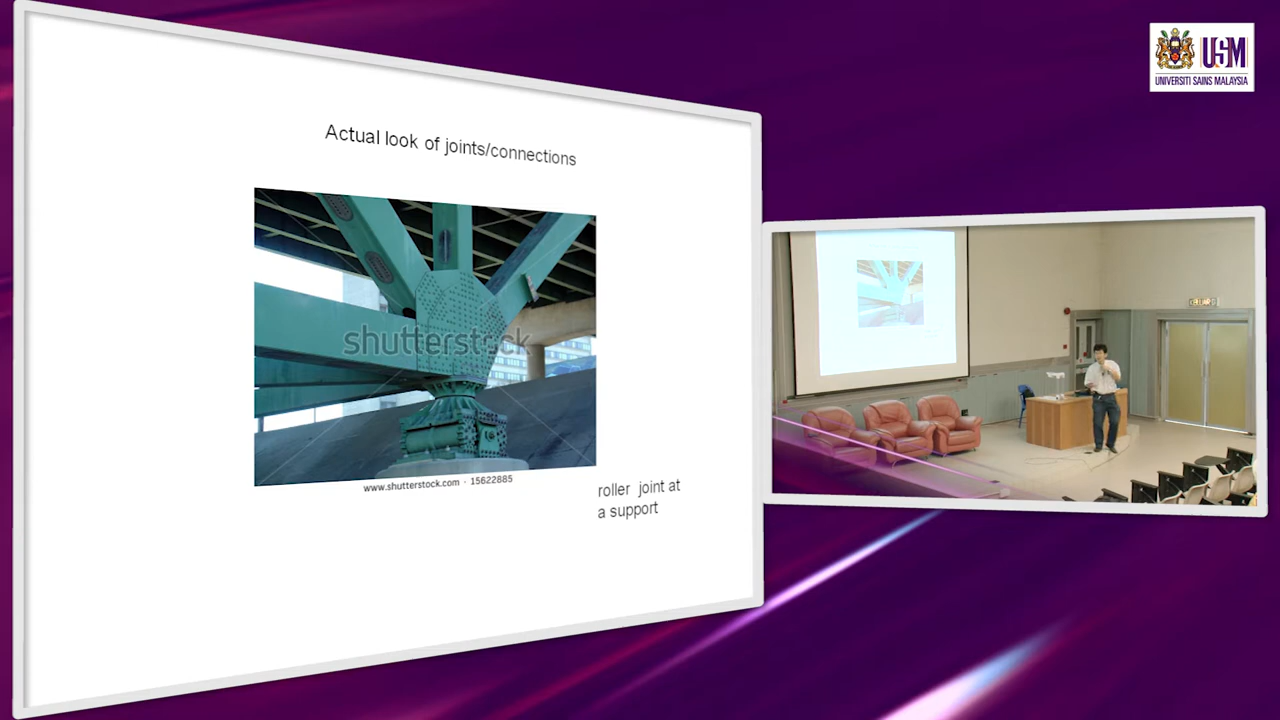 USM
UNIVERSITI SAINS MALAYSIA
Actual look of joints/connections
shutterstock
www.shutterstock.com · 15622885
roller joint at
a support